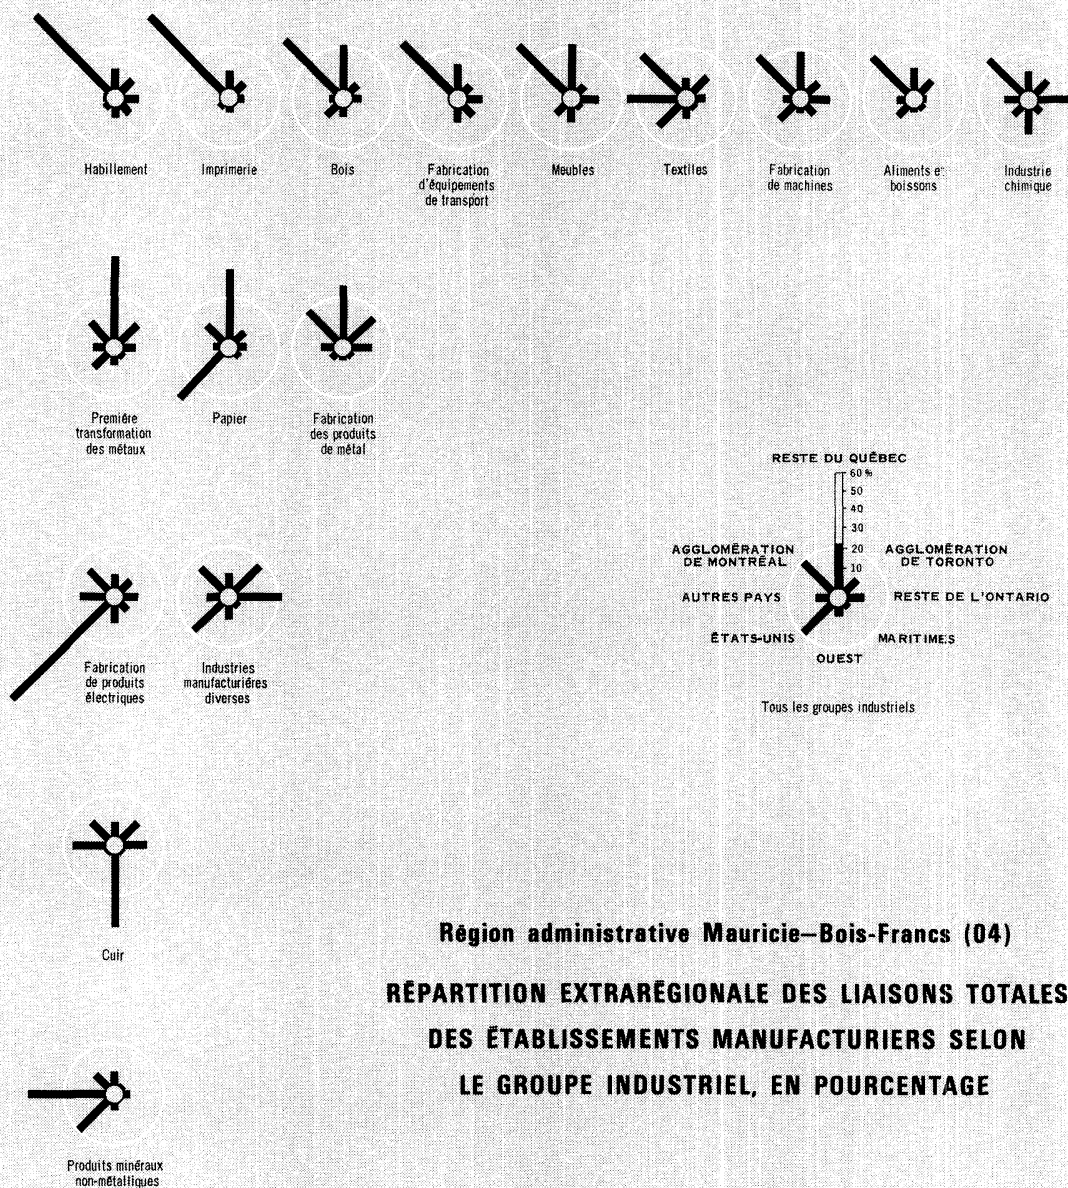 Habillement
Imprimerie
Bois
Fabrication
d'équipements
de transport
Meubles
Textiles
Fabrication
de machines
Aliments et
boissons
Industrie
chimique
Première
transformation
des métaux
Papier
Fabrication
des produits
de métal
RESTE DU QUÉBEC
60 %
50
40
30
20
10
AGGLOMÉRATION
DE MONTRÉAL
AGGLOMÉRATION
DE TORONTO
AUTRES PAYS
RESTE DE L'ONTARIO
ÉTATS-UNIS
MARITIMES
OUEST
Tous les groupes industriels
Fabrication
de produits
électriques
Industries
manufacturières
diverses
Cuir
Région administrative Mauricie–Bois-Francs (04)
RÉPARTITION EXTRARÉGIONALE DES LIAISONS TOTALES
DES ÉTABLISSEMENTS MANUFACTURIERS SELON
LE GROUPE INDUSTRIEL, EN POURCENTAGE
Produits minéraux
non-métalliques